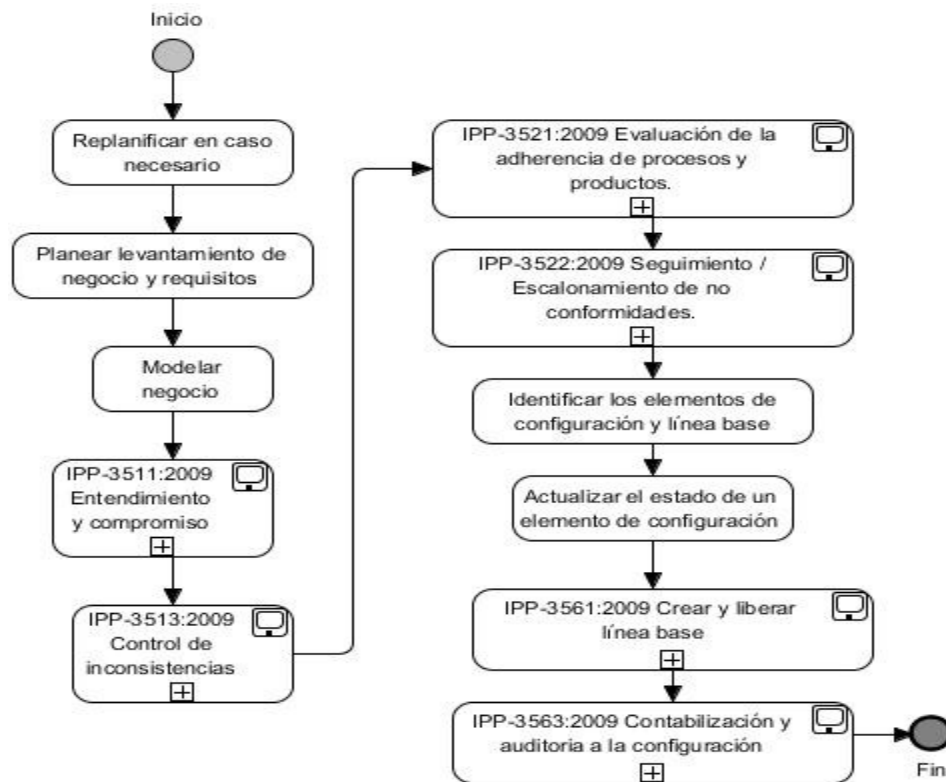 Inicio
Replanificar en caso
necesario
Planear levantamiento de
negocio y requisitos
Modelar
negocio
IPP-3511:2009
Entendimiento
y compromiso
IPP-3513:2009
Control de
inconsistencias
IPP-3521:2009 Evaluación de la
adherencia de procesos y
productos.
IPP-3522:2009 Seguimiento /
Escalonamiento de no
conformidades.
Identificar los elementos de
configuración y línea base
Actualizar el estado de un
elemento de configuración
IPP-3561:2009 Crear y liberar
línea base
IPP-3563:2009 Contabilización y
auditoria a la configuración
Fin